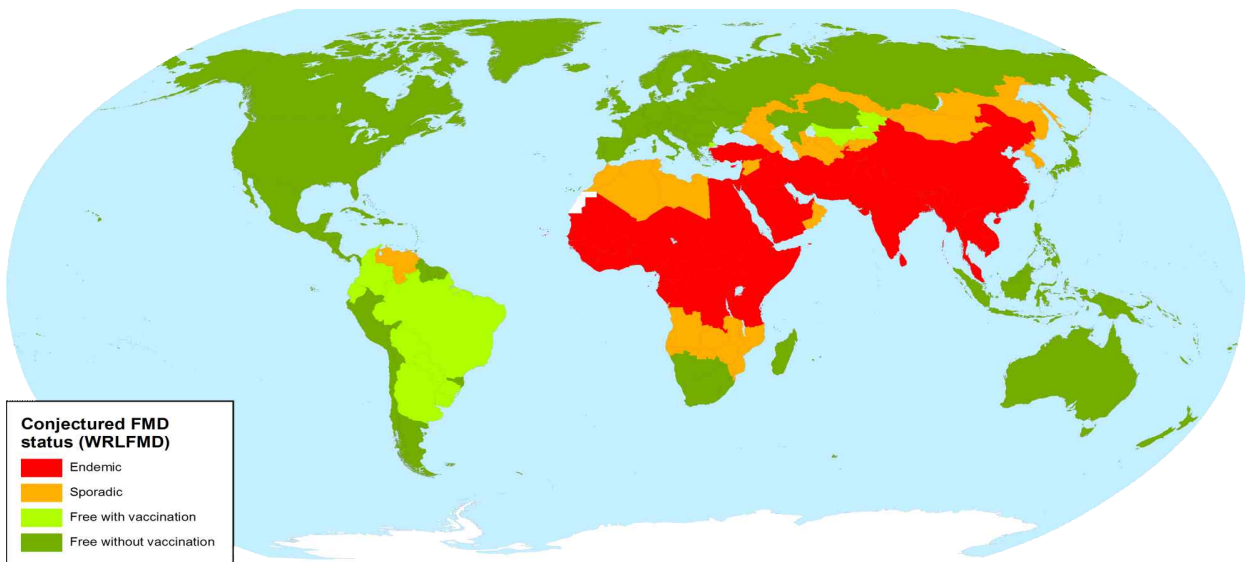 Conjectured FMD
status (WRLFMD)
Endemic
Sporadic
Free with vaccination
Free without vaccination